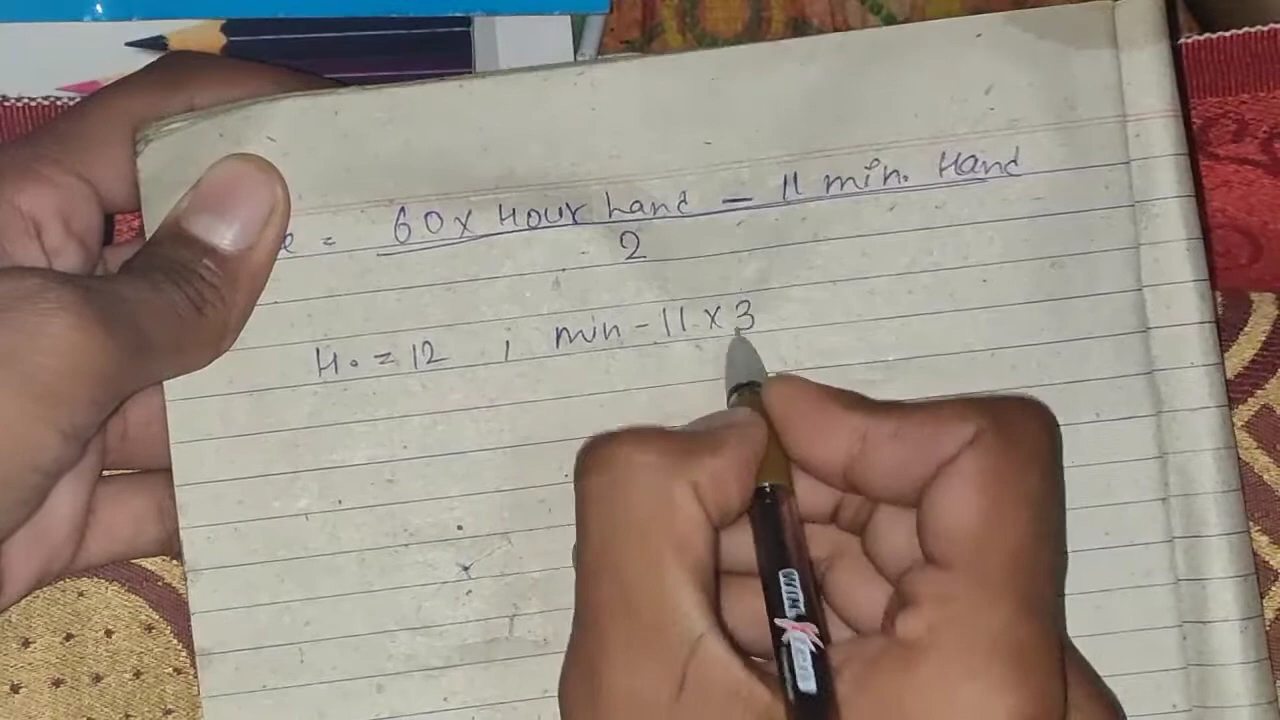 = 60 x Hour hand - 11 min. Hand
2
H. = 12 , min - 11 x 3